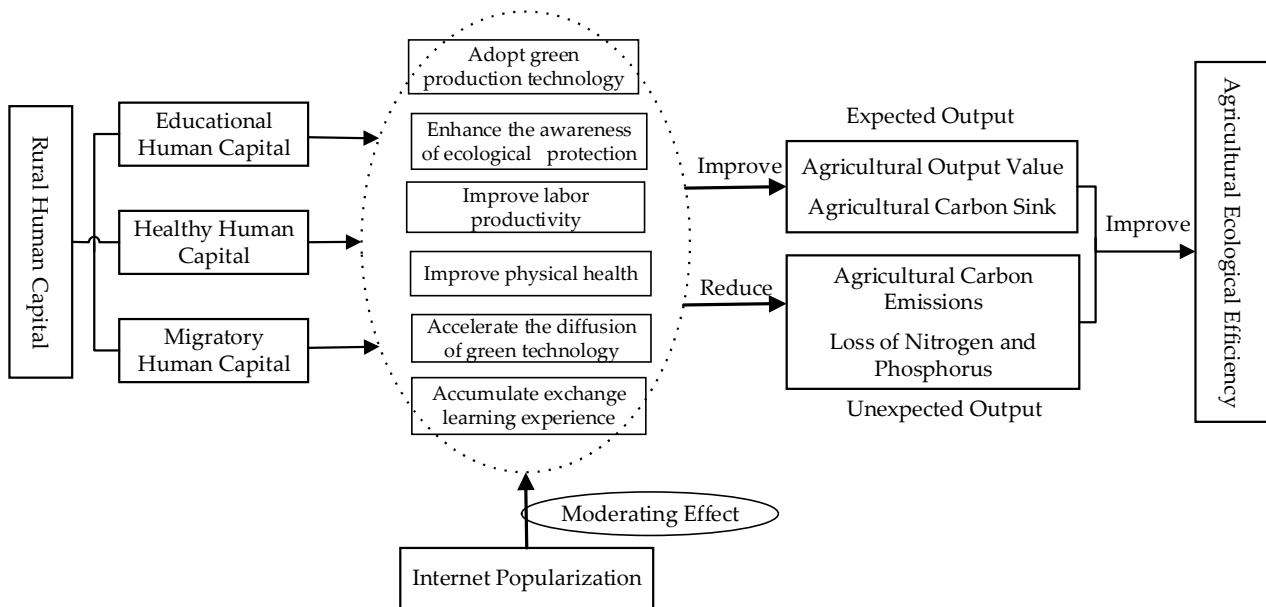 Rural Human Capital
Educational
Human Capital
Healthy Human
Capital
Migratory
Human Capital
Adopt green
production technology
Enhance the awareness
of ecological protection
Improve labor
productivity
Improve physical health
Accelerate the diffusion
of green technology
Accumulate exchange
learning experience
Moderating Effect
Internet Popularization
Improve
Reduce
Expected Output
Agricultural Output Value
Agricultural Carbon Sink
Agricultural Carbon
Emissions
Loss of Nitrogen and
Phosphorus
Unexpected Output
Improve
Agricultural Ecological Efficiency